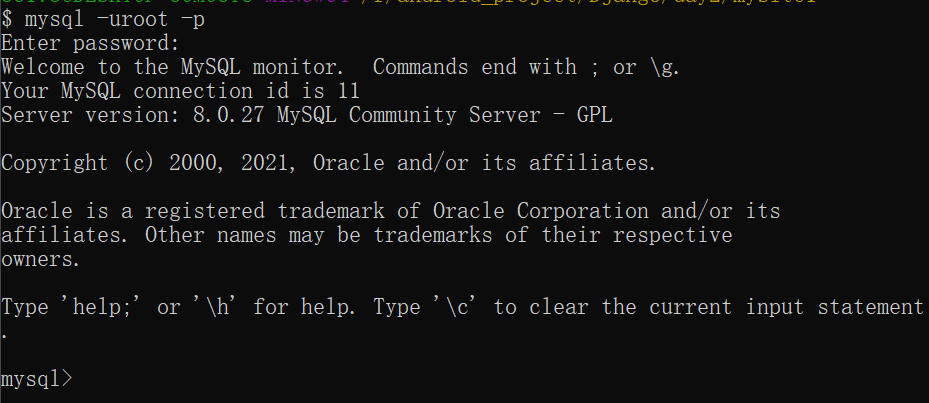 $ mysql -uroot -p
Enter password:
Welcome to the MySQL monitor.  Commands end with ; or \g.
Your MySQL connection id is 11
Server version: 8.0.27 MySQL Community Server - GPL
Copyright (c) 2000, 2021, Oracle and/or its affiliates.
Oracle is a registered trademark of Oracle Corporation and/or its
affiliates. Other names may be trademarks of their respective
owners.
Type 'help;' or '\h' for help. Type '\c' to clear the current input statement
.
mysql>